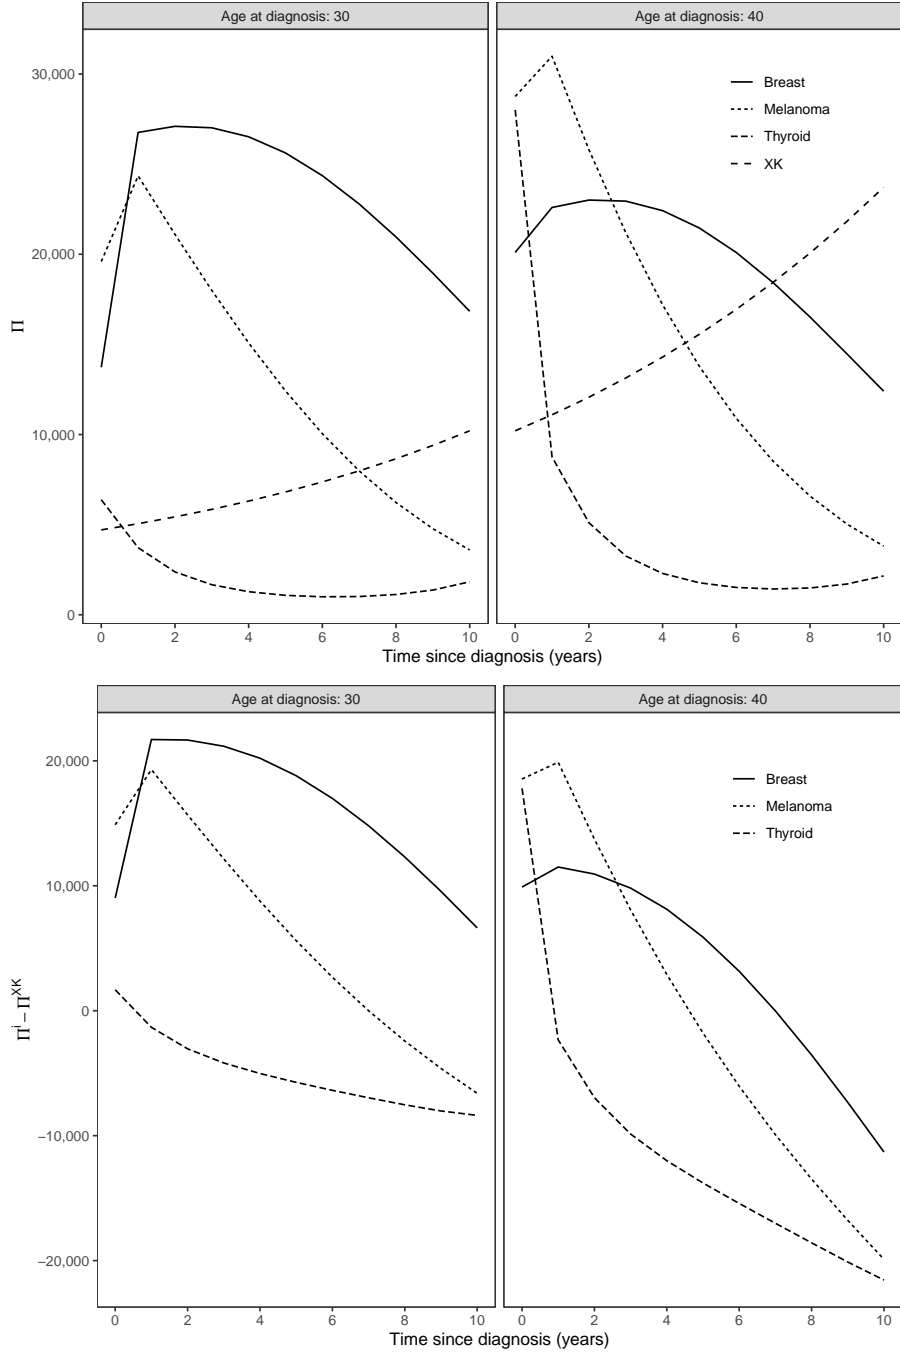 Age at diagnosis: 30
Age at diagnosis: 40
30,000
20,000
10,000
0
Π
Breast
Melanoma
Thyroid
XK
0 2 4 6 8 10
0 2 4 6 8 10
Time since diagnosis (years)
Age at diagnosis: 30
Age at diagnosis: 40
20,000
10,000
0
−10,000
−20,000
Π^i − Π^XK
Breast
Melanoma
Thyroid
0 2 4 6 8 10
0 2 4 6 8 10
Time since diagnosis (years)